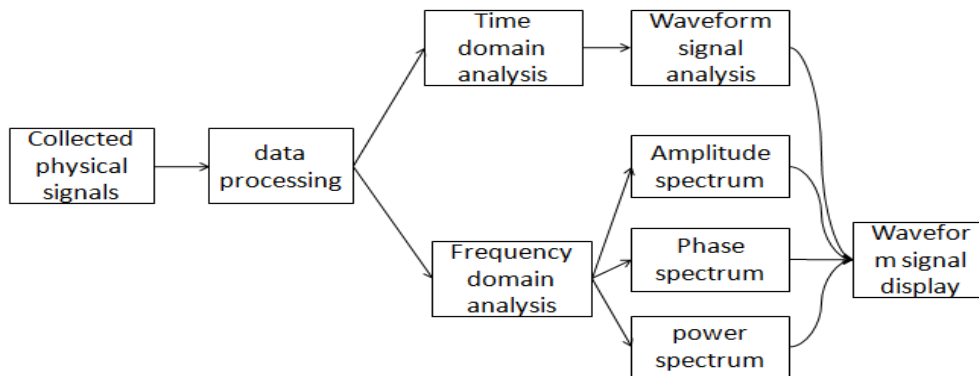 Time
domain
analysis
Waveform
signal
analysis
Collected
physical
signals
data
processing
Amplitude
spectrum
Frequency
domain
analysis
Phase
spectrum
power
spectrum
Wavefor
m signal
display